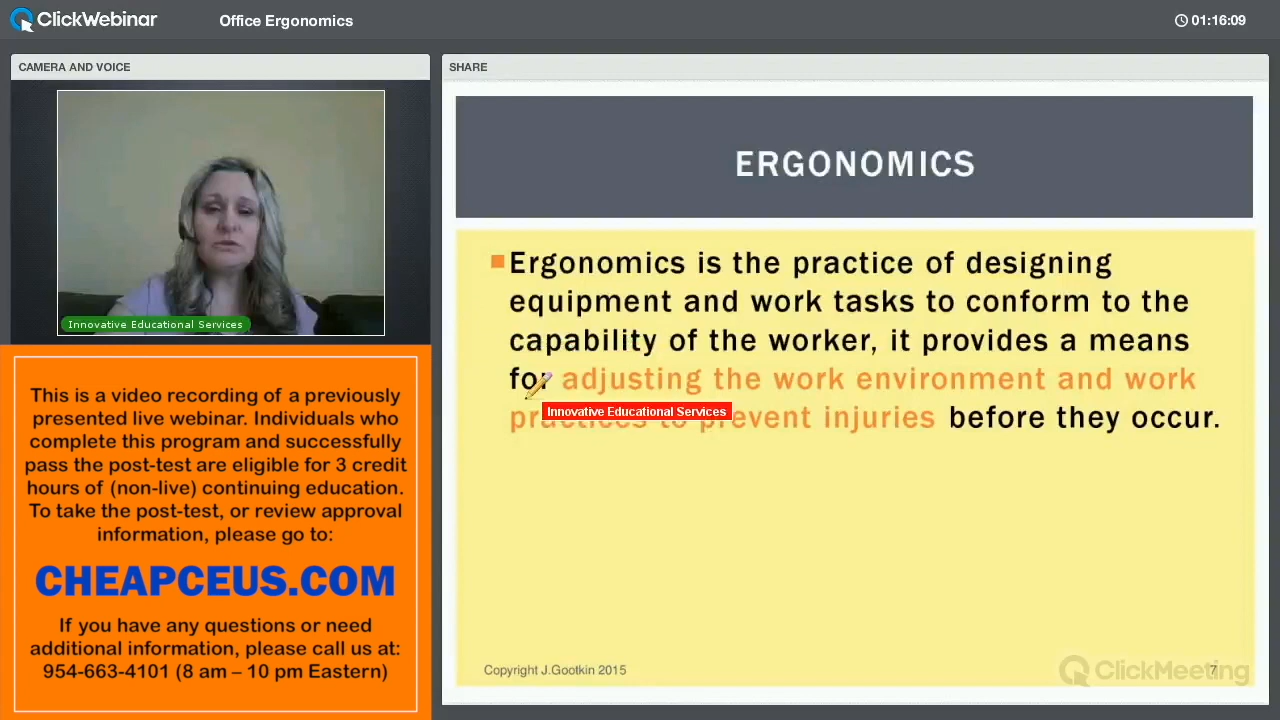 ClickWebinar
Office Ergonomics
01:16:09
CAMERA AND VOICE
Innovative Educational Services
This is a video recording of a previously
presented live webinar. Individuals who
complete this program and successfully
pass the post-test are eligible for 3 credit
hours of (non-live) continuing education.
To take the post-test, or review approval
information, please go to:
CHEAPCEUS.COM
If you have any questions or need
additional information, please call us at:
954-663-4101 (8 am – 10 pm Eastern)
SHARE
ERGONOMICS
Ergonomics is the practice of designing
equipment and work tasks to conform to the
capability of the worker, it provides a means
for adjusting the work environment and work
practices to prevent injuries before they occur.
Innovative Educational Services
Copyright J.Gootkin 2015
ClickMeeting
7